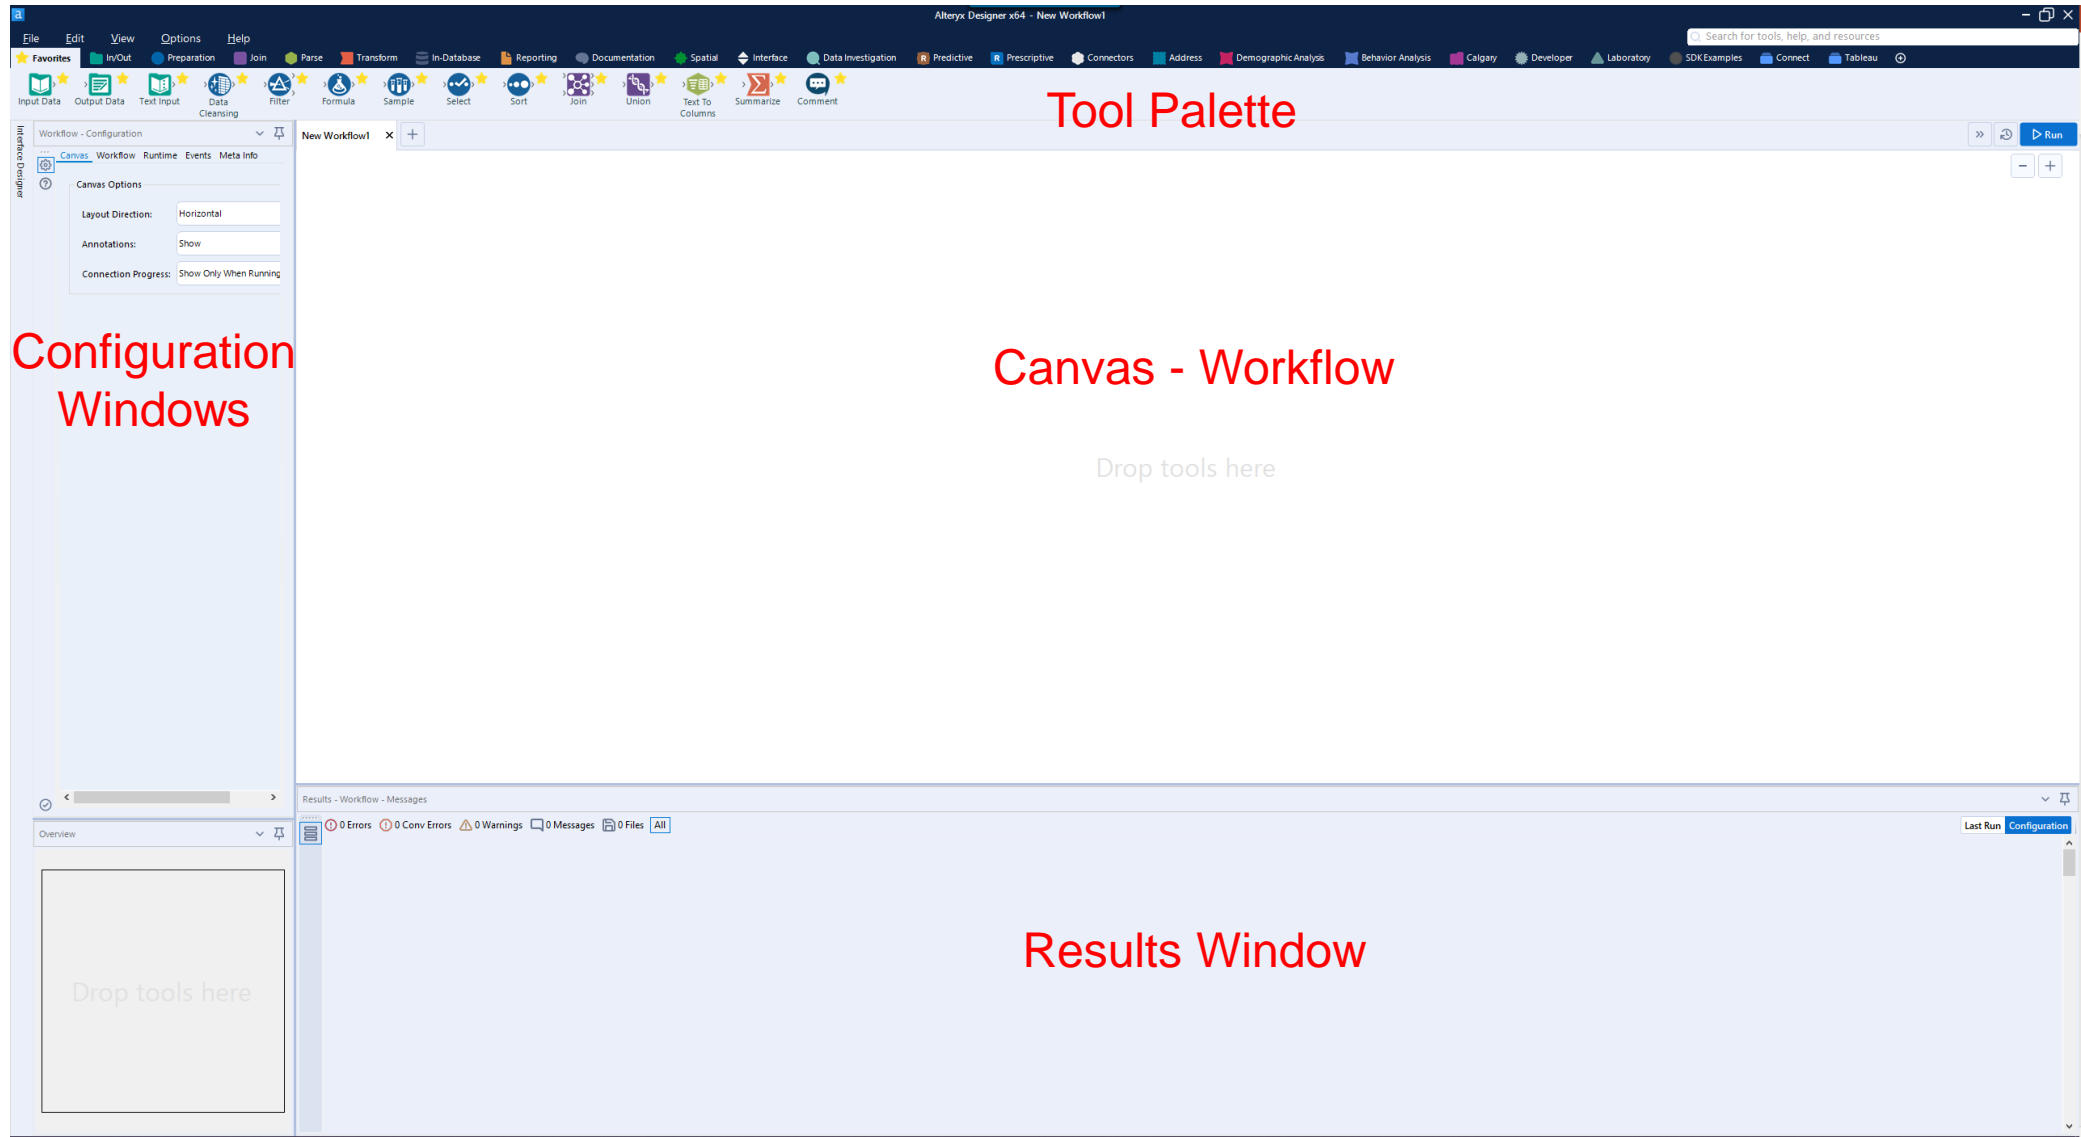 a
Alteryx Designer x64 - New Workflow1
File Edit View Options Help
Search for tools, help, and resources
Favorites In/Out Preparation Join Parse Transform In-Database Reporting Documentation Spatial Interface Data Investigation R Predictive R Prescriptive Connectors Address Demographic Analysis Behavior Analysis Calgary Developer Laboratory SDK Examples Connect Tableau
Input Data Output Data Text Input Data Cleansing Filter Formula Sample Select Sort Join Union Text To Columns Summarize Comment
Tool Palette
Interface Designer
Workflow - Configuration
New Workflow1
Run
Canvas Workflow Runtime Events Meta Info
Canvas Options
Layout Direction: Horizontal
Annotations: Show
Connection Progress: Show Only When Running
Configuration
Windows
Canvas - Workflow
Drop tools here
Results - Workflow - Messages
0 Errors 0 Conv Errors 0 Warnings 0 Messages 0 Files All
Last Run Configuration
Overview
Drop tools here
Results Window